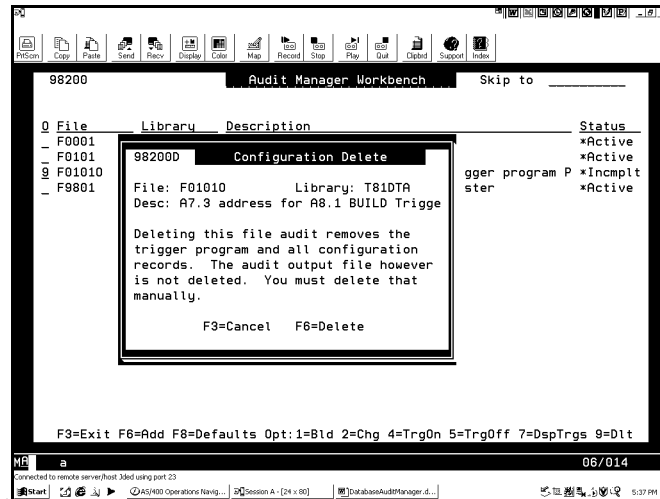 PrtScrn Copy Paste Send Recv Display Color Map Record Stop Play Quit Clipbrd Support Index
98200 Audit Manager Workbench Skip to
O File Library Description Status
F0001 *Active
F0101 *Active
9 F01010 gger program P *Incmplt
F9801 ster *Active
98200D Configuration Delete
File: F01010 Library: T81DTA
Desc: A7.3 address for A8.1 BUILD Trigge
Deleting this file audit removes the
trigger program and all configuration
records. The audit output file however
is not deleted. You must delete that
manually.
F3=Cancel F6=Delete
F3=Exit F6=Add F8=Defaults Opt:1=Bld 2=Chg 4=TrgOn 5=TrgOff 7=DspTrgs 9=Dlt
MA a 06/014
Connected to remote server/host Jded using port 23
Start AS/400 Operations Navig... Session A - [24 x 80] DatabaseAuditManager.d... 5:37 PM